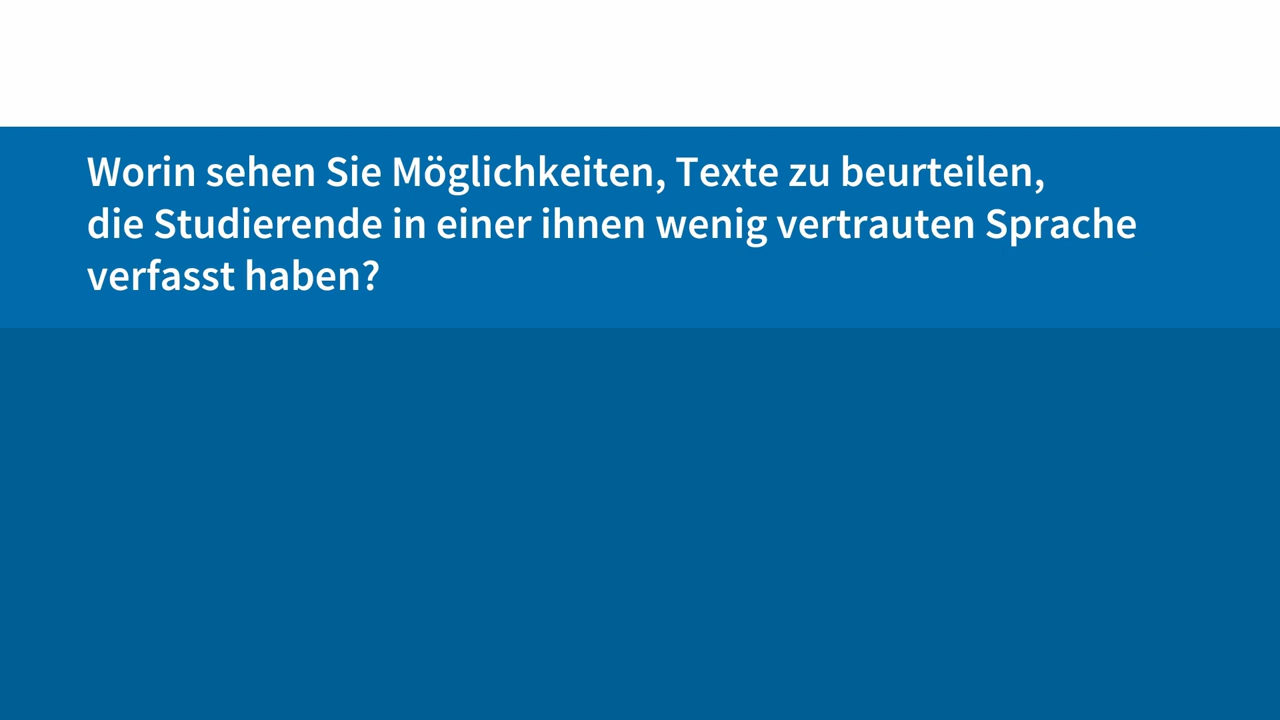 Worin sehen Sie Möglichkeiten, Texte zu beurteilen,
die Studierende in einer ihnen wenig vertrauten Sprache
verfasst haben?